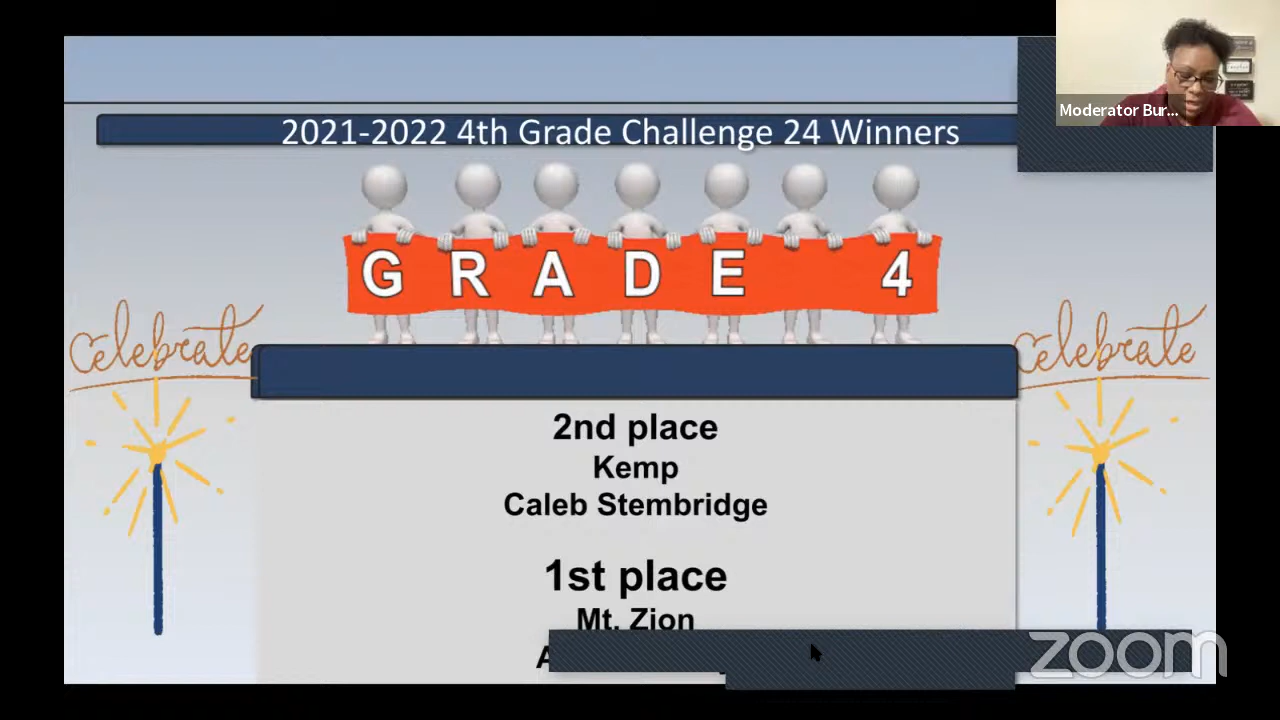 Moderator Bur...
2021-2022 4th Grade Challenge 24 Winners
GRADE 4
Celebrate
Celebrate
2nd place
Kemp
Caleb Stembridge
1st place
Mt. Zion
zoom